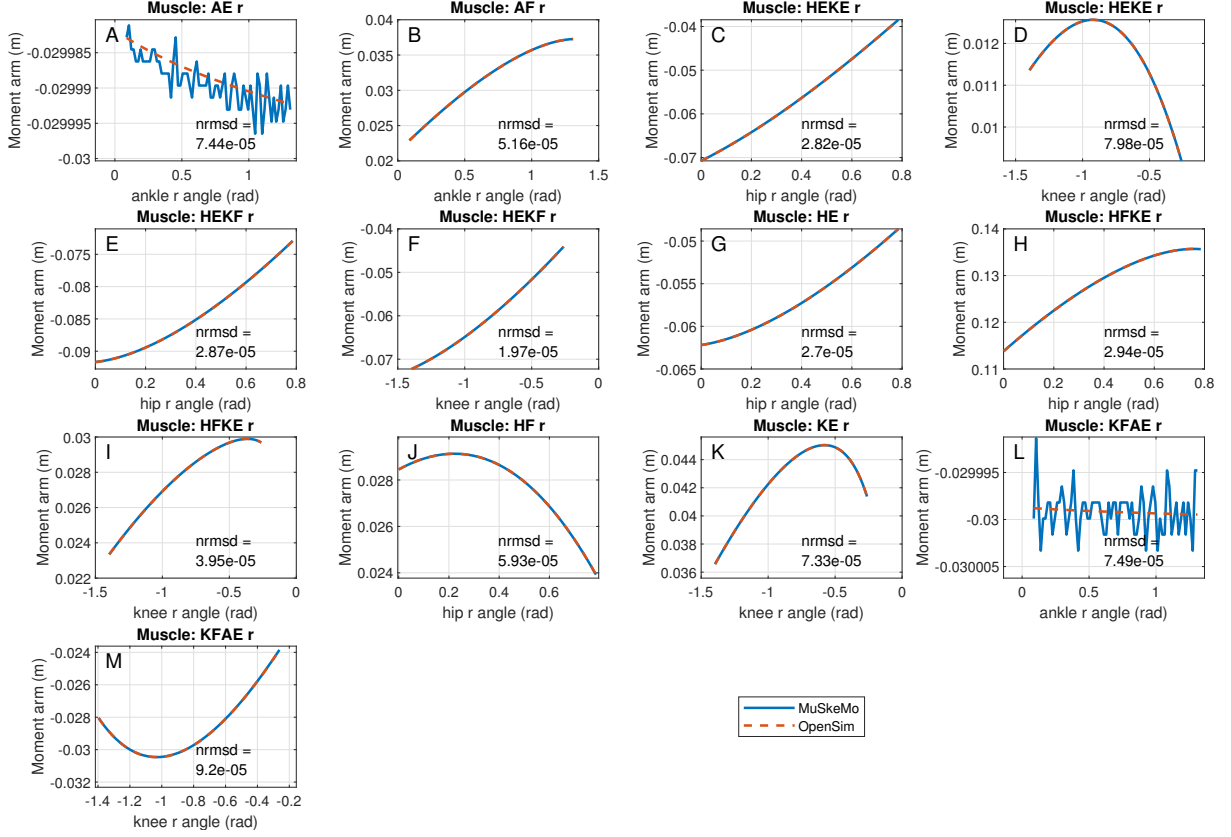 Muscle: AE r
A
-0.029985
-0.02999
-0.029995
-0.03
Moment arm (m)
nrmsd =
7.44e-05
0
0.5
1
ankle r angle (rad)
Muscle: AF r
B
0.04
0.035
0.03
0.025
0.02
Moment arm (m)
nrmsd =
5.16e-05
0
0.5
1
1.5
ankle r angle (rad)
Muscle: HEKE r
C
-0.04
-0.05
-0.06
-0.07
Moment arm (m)
nrmsd =
2.82e-05
0
0.2
0.4
0.6
0.8
hip r angle (rad)
Muscle: HEKE r
D
0.012
0.011
0.01
Moment arm (m)
nrmsd =
7.98e-05
-1.5
-1
-0.5
knee r angle (rad)
Muscle: HEKF r
E
-0.075
-0.08
-0.085
-0.09
Moment arm (m)
nrmsd =
2.87e-05
0
0.2
0.4
0.6
0.8
hip r angle (rad)
Muscle: HEKF r
F
-0.04
-0.05
-0.06
-0.07
Moment arm (m)
nrmsd =
1.97e-05
-1.5
-1
-0.5
0
knee r angle (rad)
Muscle: HE r
G
-0.05
-0.055
-0.06
-0.065
Moment arm (m)
nrmsd =
2.7e-05
0
0.2
0.4
0.6
0.8
hip r angle (rad)
Muscle: HFKE r
H
0.14
0.13
0.12
0.11
Moment arm (m)
nrmsd =
2.94e-05
0
0.2
0.4
0.6
0.8
hip r angle (rad)
Muscle: HFKE r
I
0.03
0.028
0.026
0.024
0.022
Moment arm (m)
nrmsd =
3.95e-05
-1.5
-1
-0.5
0
knee r angle (rad)
Muscle: HF r
J
0.028
0.026
0.024
Moment arm (m)
nrmsd =
5.93e-05
0
0.2
0.4
0.6
hip r angle (rad)
Muscle: KE r
K
0.044
0.042
0.04
0.038
0.036
Moment arm (m)
nrmsd =
7.33e-05
-1.5
-1
-0.5
0
knee r angle (rad)
Muscle: KFAE r
L
-0.029995
-0.03
-0.030005
Moment arm (m)
nrmsd =
7.49e-05
0
0.5
1
ankle r angle (rad)
Muscle: KFAE r
M
-0.024
-0.026
-0.028
-0.03
-0.032
Moment arm (m)
nrmsd =
9.2e-05
-1.4
-1.2
-1
-0.8
-0.6
-0.4
-0.2
knee r angle (rad)
MuSkeMo
OpenSim